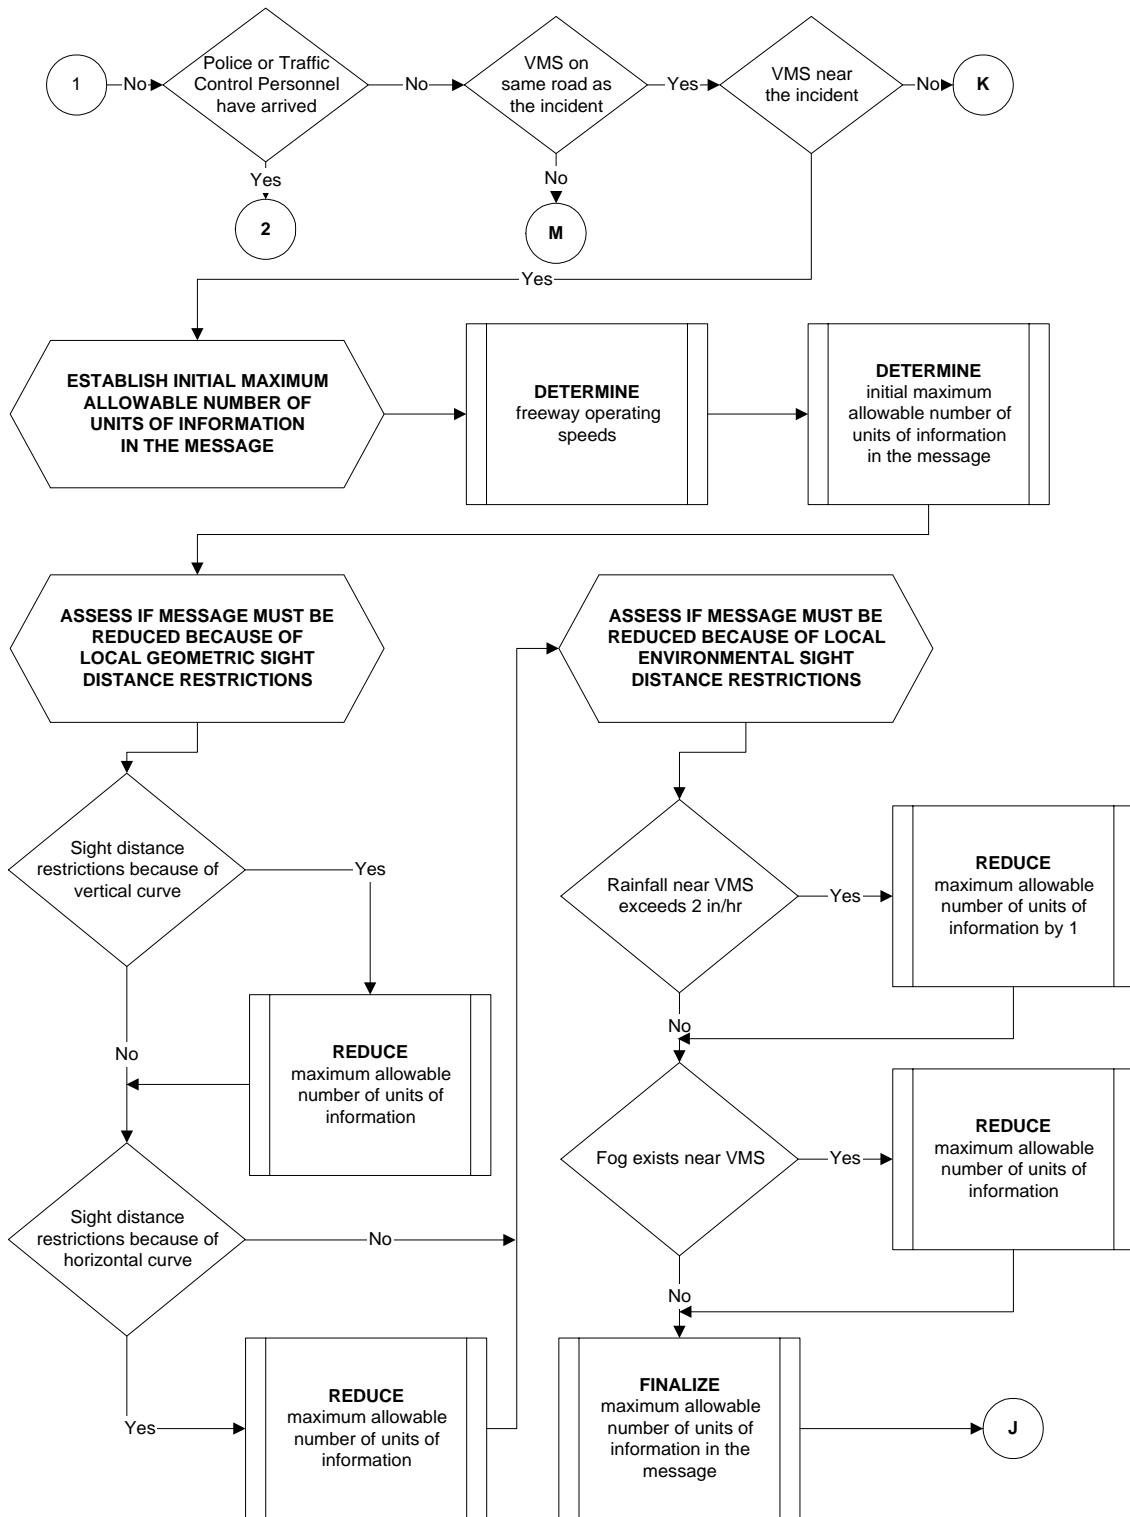 1
No
Police or Traffic
Control Personnel
have arrived
No
VMS on
same road as
the incident
Yes
VMS near
the incident
No
K
Yes
2
No
M
Yes
ESTABLISH INITIAL MAXIMUM
ALLOWABLE NUMBER OF
UNITS OF INFORMATION
IN THE MESSAGE
DETERMINE
freeway operating
speeds
DETERMINE
initial maximum
allowable number of
units of information
in the message
ASSESS IF MESSAGE MUST BE
REDUCED BECAUSE OF
LOCAL GEOMETRIC SIGHT
DISTANCE RESTRICTIONS
ASSESS IF MESSAGE MUST BE
REDUCED BECAUSE OF LOCAL
ENVIRONMENTAL SIGHT
DISTANCE RESTRICTIONS
Sight distance
restrictions because of
vertical curve
Yes
No
REDUCE
maximum allowable
number of units of
information
Sight distance
restrictions because of
horizontal curve
No
Yes
REDUCE
maximum allowable
number of units of
information
Rainfall near VMS
exceeds 2 in/hr
Yes
REDUCE
maximum allowable
number of units of
information by 1
No
Fog exists near VMS
Yes
REDUCE
maximum allowable
number of units of
information
No
FINALIZE
maximum allowable
number of units of
information in the
message
J